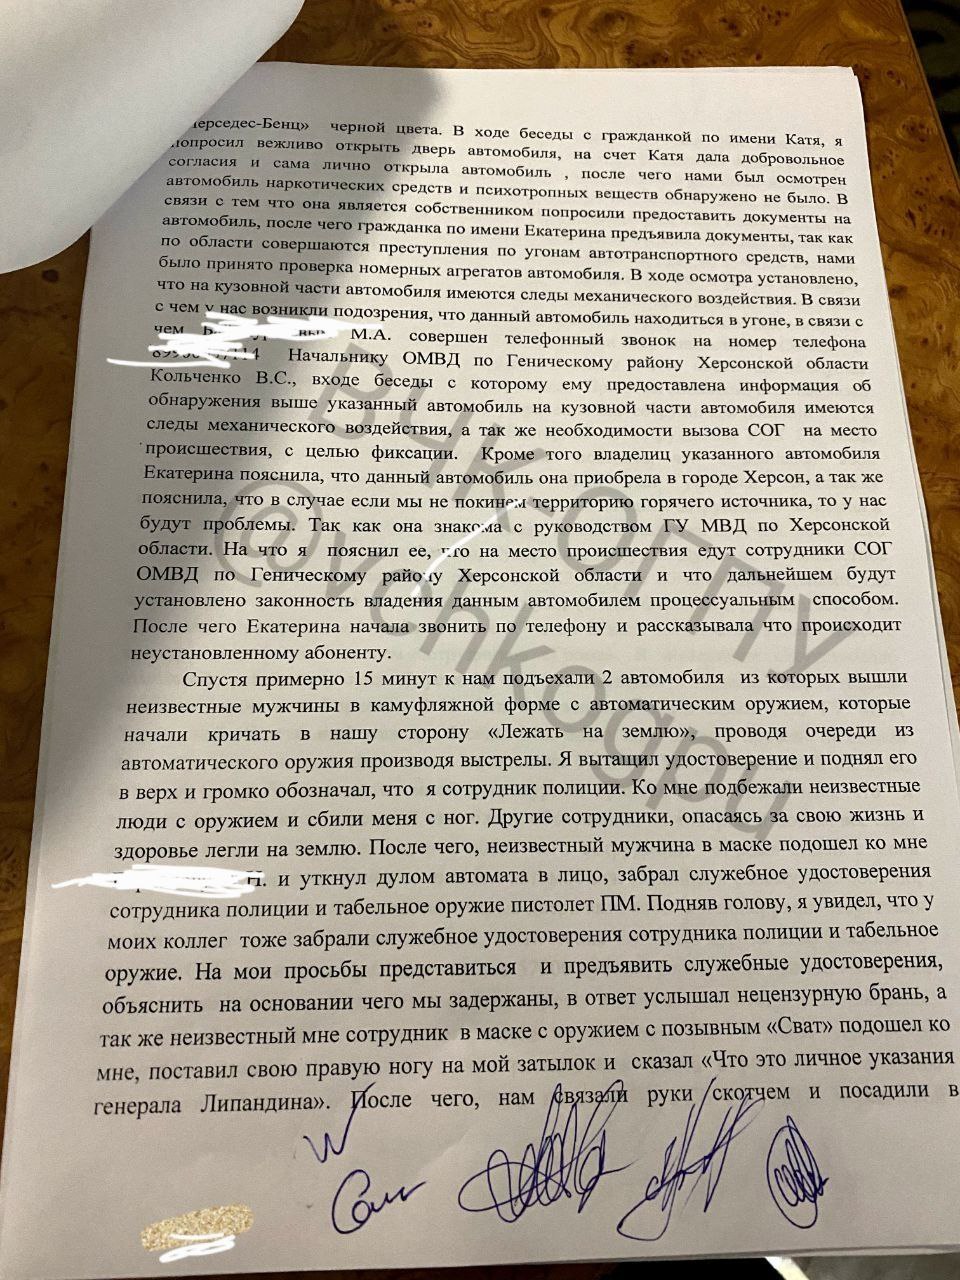 Мерседес-Бенц» черной цвета. В ходе беседы с гражданкой по имени Катя, я
попросил вежливо открыть дверь автомобиля, на счет Катя дала добровольное
согласия и сама лично открыла автомобиль , после чего нами был осмотрен
автомобиль наркотических средств и психотропных веществ обнаружено не было. В
связи с тем что она является собственником попросили предоставить документы на
автомобиль, после чего гражданка по имени Екатерина предъявила документы, так как
по области совершаются преступления по угонам автотранспортного средств, нами
было принято проверка номерных агрегатов автомобиля. В ходе осмотра установлено,
что на кузовной части автомобиля имеются следы механического воздействия. В связи
с чем у нас возникли подозрения, что данный автомобиль находиться в угоне, в связи с
чем М.А. совершен телефонный звонок на номер телефона
Начальнику ОМВД по Геническому району Херсонской области
Кольченко В.С., входе беседы с которому ему предоставлена информация об
обнаружения выше указанный автомобиль на кузовной части автомобиля имеются
следы механического воздействия, а так же необходимости вызова СОГ на место
происшествия, с целью фиксации. Кроме того владелиц указанного автомобиля
Екатерина пояснила, что данный автомобиль она приобрела в городе Херсон, а так же
пояснила, что в случае если мы не покинем территорию горячего источника, то у нас
будут проблемы. Так как она знакома с руководством ГУ МВД по Херсонской
области. На что я пояснил ее, что на место происшествия едут сотрудники СОГ
ОМВД по Геническому району Херсонской области и что дальнейшем будут
установлено законность владения данным автомобилем процессуальным способом.
После чего Екатерина начала звонить по телефону и рассказывала что происходит
неустановленному абоненту.
Спустя примерно 15 минут к нам подъехали 2 автомобиля из которых вышли
неизвестные мужчины в камуфляжной форме с автоматическим оружием, которые
начали кричать в нашу сторону «Лежать на землю», проводя очереди из
автоматического оружия производя выстрелы. Я вытащил удостоверение и поднял его
в верх и громко обозначал, что я сотрудник полиции. Ко мне подбежали неизвестные
люди с оружием и сбили меня с ног. Другие сотрудники, опасаясь за свою жизнь и
здоровье легли на землю. После чего, неизвестный мужчина в маске подошел ко мне
Н. и уткнул дулом автомата в лицо, забрал служебное удостоверения
сотрудника полиции и табельное оружие пистолет ПМ. Подняв голову, я увидел, что у
моих коллег тоже забрали служебное удостоверения сотрудника полиции и табельное
оружие. На мои просьбы представиться и предъявить служебные удостоверения,
объяснить на основании чего мы задержаны, в ответ услышал нецензурную брань, а
так же неизвестный мне сотрудник в маске с оружием с позывным «Сват» подошел ко
мне, поставил свою правую ногу на мой затылок и сказал «Что это личное указания
генерала Липандина». После чего, нам связали руки скотчем и посадили в
ВЧК-ОГПУ
@vchkogpu